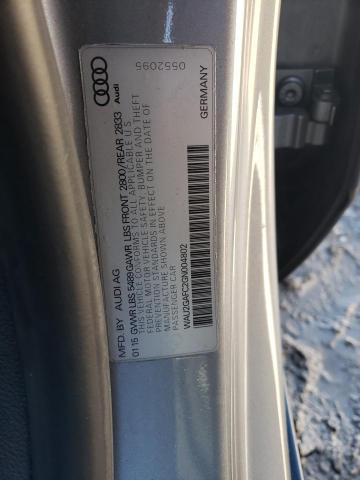 MFD. BY AUDI AG
01 15 GVWR LBS 5489 GAWR LBS FRONT 2800/REAR 2833
THIS VEHICLE CONFORMS TO ALL APPLICABLE U.S.
FEDERAL MOTOR VEHICLE SAFETY, BUMPER AND THEFT
PREVENTION STANDARDS IN EFFECT ON THE DATE OF
MANUFACTURE SHOWN ABOVE
PASSENGER CAR
WAU2GAFC2GN004802
Audi
0552095
GERMANY